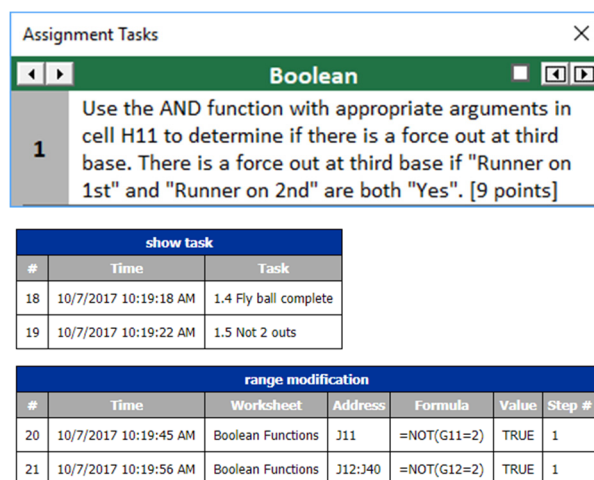 Assignment Tasks
Boolean
1
Use the AND function with appropriate arguments in
cell H11 to determine if there is a force out at third
base. There is a force out at third base if "Runner on
1st" and "Runner on 2nd" are both "Yes". [9 points]
show task
# Time Task
18 10/7/2017 10:19:18 AM 1.4 Fly ball complete
19 10/7/2017 10:19:22 AM 1.5 Not 2 outs
range modification
# Time Worksheet Address Formula Value Step #
20 10/7/2017 10:19:45 AM Boolean Functions J11 =NOT(G11=2) TRUE 1
21 10/7/2017 10:19:56 AM Boolean Functions J12:J40 =NOT(G12=2) TRUE 1